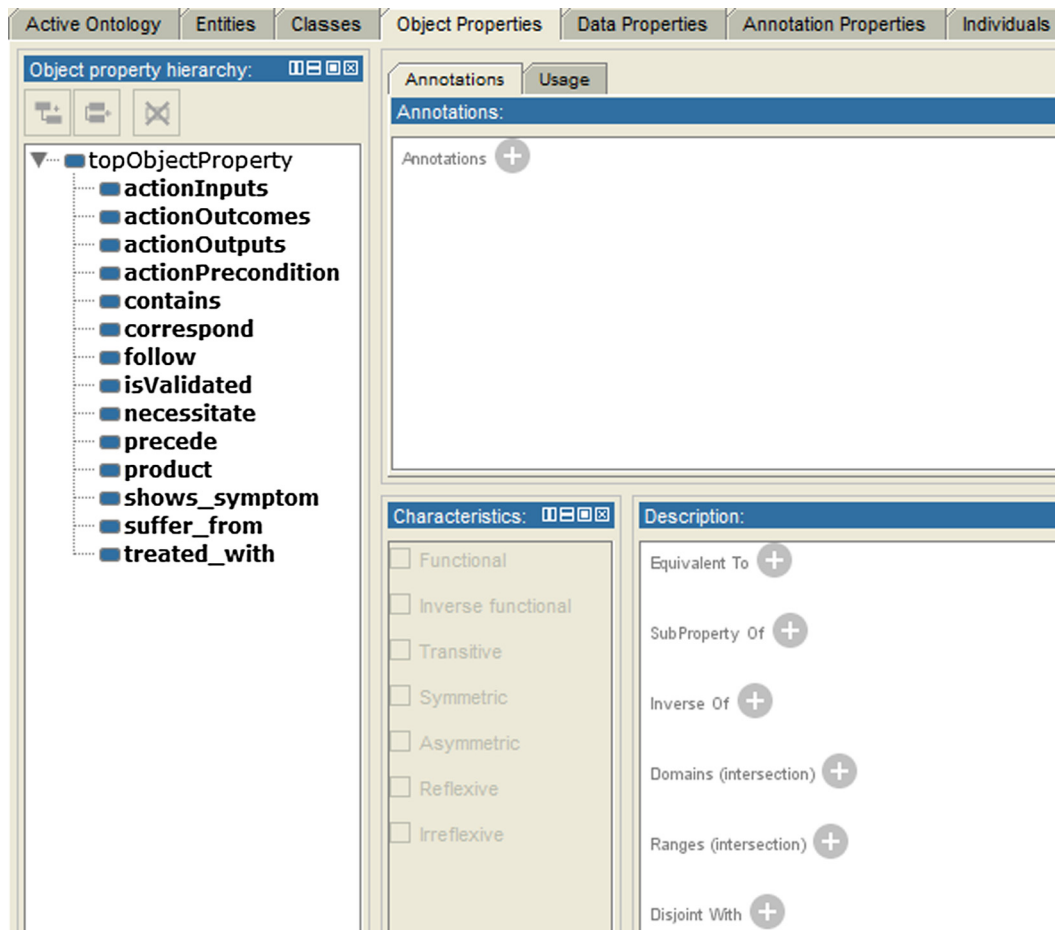 Active Ontology Entities Classes Object Properties Data Properties Annotation Properties Individuals
Object property hierarchy:
topObjectProperty
actionInputs
actionOutcomes
actionOutputs
actionPrecondition
contains
correspond
follow
isValidated
necessitate
precede
product
shows_symptom
suffer_from
treated_with
Annotations Usage
Annotations:
Annotations
Characteristics:
Functional
Inverse functional
Transitive
Symmetric
Asymmetric
Reflexive
Irreflexive
Description:
Equivalent To
SubProperty Of
Inverse Of
Domains (intersection)
Ranges (intersection)
Disjoint With